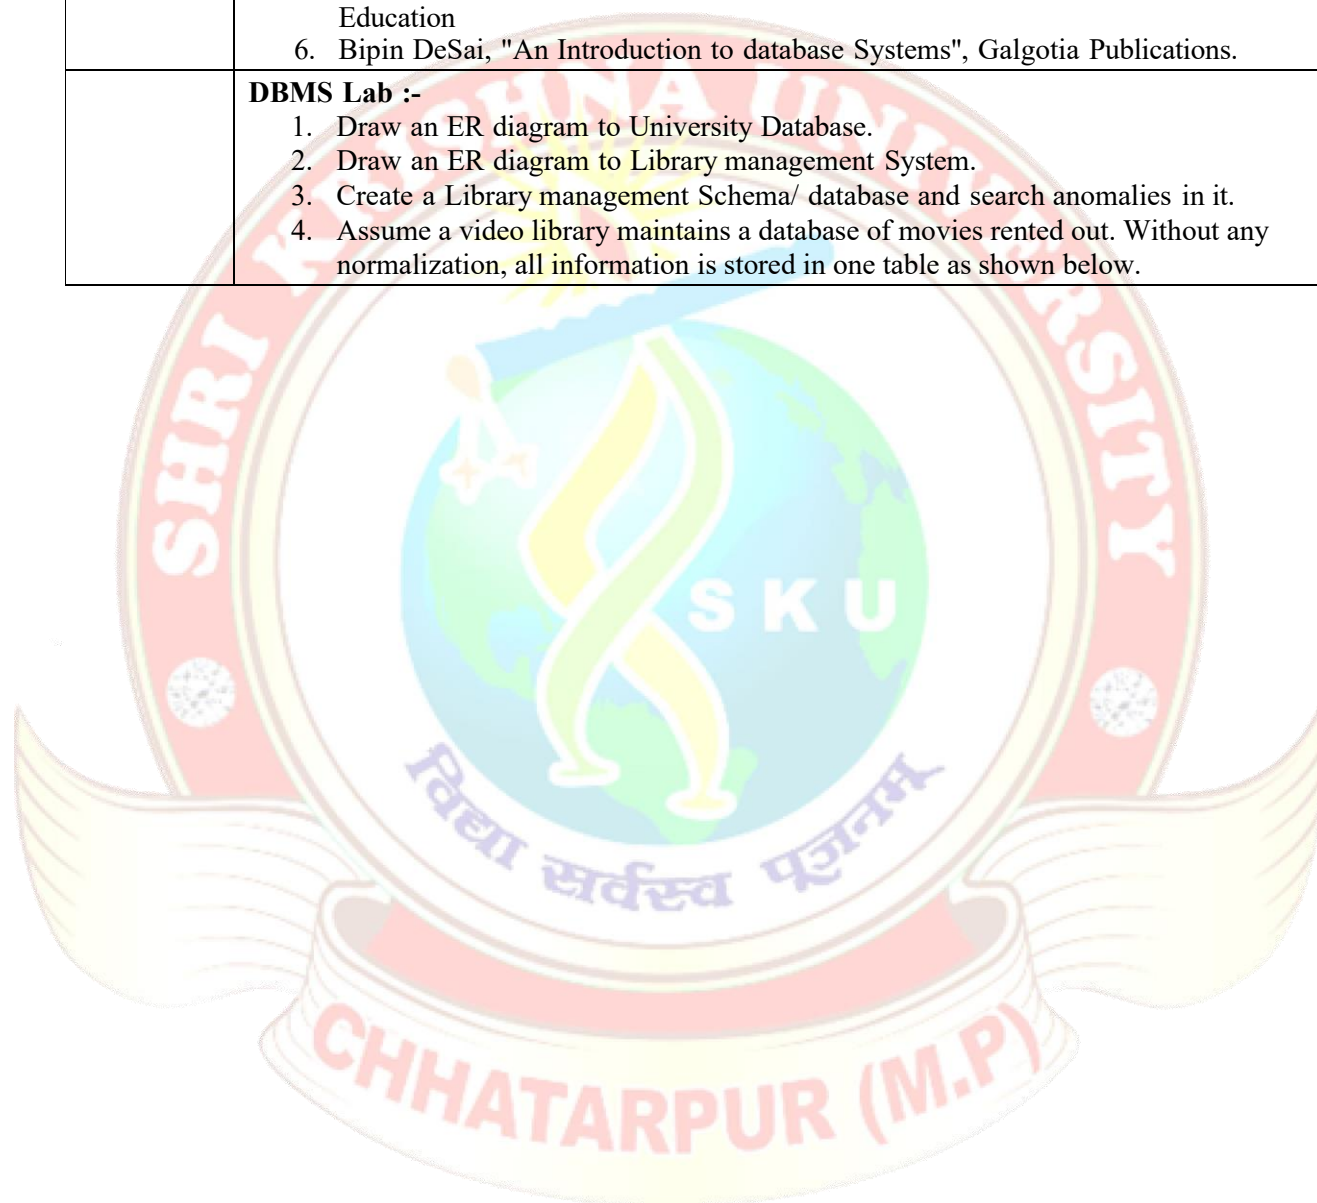 Education
6. Bipin DeSai, "An Introduction to database Systems", Galgotia Publications.
DBMS Lab :-
1. Draw an ER diagram to University Database.
2. Draw an ER diagram to Library management System.
3. Create a Library management Schema/ database and search anomalies in it.
4. Assume a video library maintains a database of movies rented out. Without any
normalization, all information is stored in one table as shown below.
SHRI KRISHNA UNIVERSITY
SKU
विद्या सर्वस्व पूजनम्
CHHATARPUR (M.P)